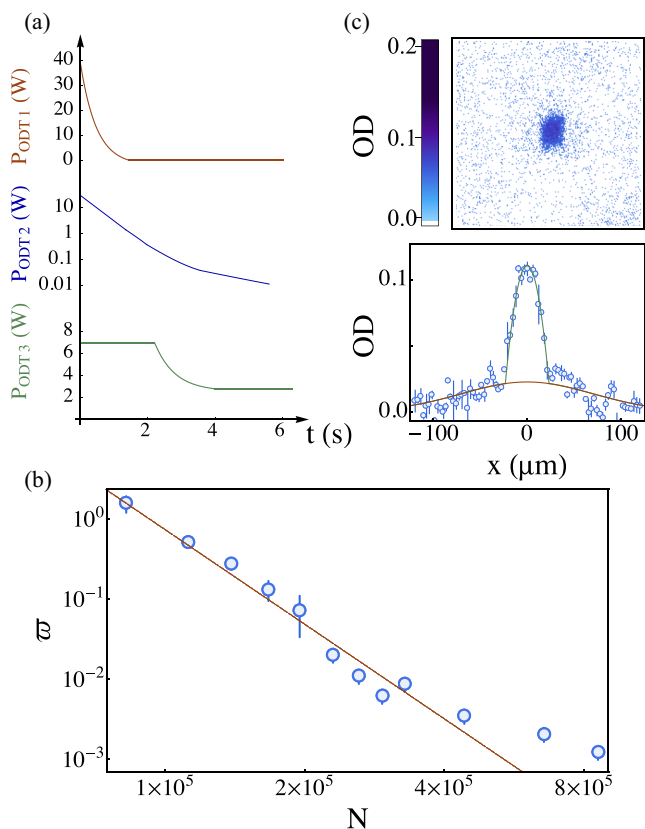 (a)
P_ODT 1 (W)
40
30
20
10
0
P_ODT 2 (W)
10
1
0.1
0.01
P_ODT 3 (W)
8
6
4
2
2 4 6 t (s)
(c)
OD
0.2
0.1
0.0
OD
0.1
0.0
-100 0 100
x (μm)
(b)
ϖ
10^0
10^-1
10^-2
10^-3
1×10^5 2×10^5 4×10^5 8×10^5
N